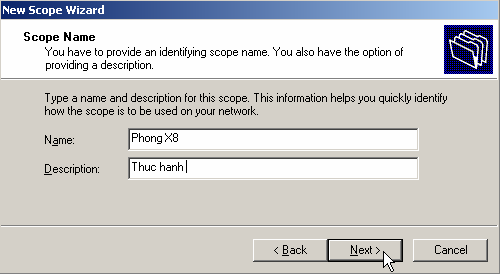 New Scope Wizard
Scope Name
You have to provide an identifying scope name. You also have the option of
providing a description.
Type a name and description for this scope. This information helps you quickly identify
how the scope is to be used on your network.
Name: Phong X8
Description: Thuc hanh
< Back Next > Cancel